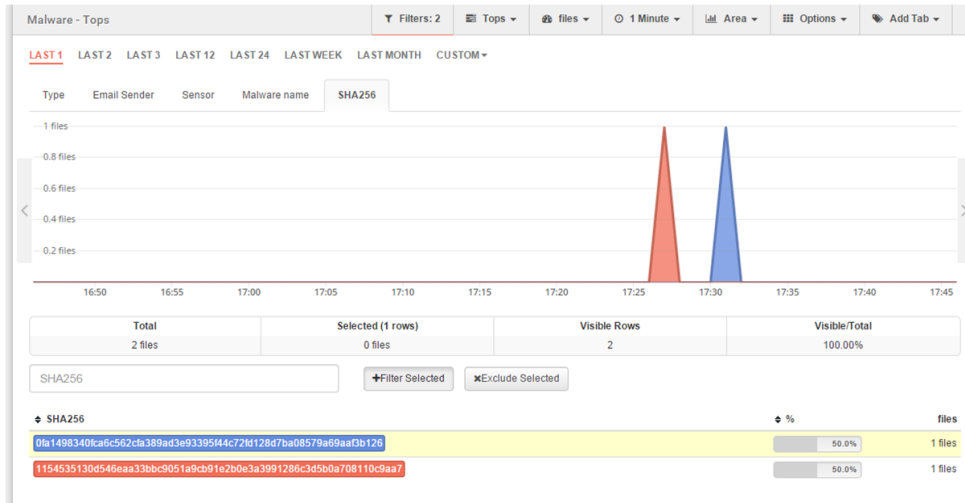 Malware - Tops
Filters: 2
Tops
files
1 Minute
Area
Options
Add Tab
LAST 1 LAST 2 LAST 3 LAST 12 LAST 24 LAST WEEK LAST MONTH CUSTOM
Type Email Sender Sensor Malware name SHA256
1 files
0.8 files
0.6 files
0.4 files
0.2 files
16:50 16:55 17:00 17:05 17:10 17:15 17:20 17:25 17:30 17:35 17:40 17:45
Total Selected (1 rows) Visible Rows Visible/Total
2 files 0 files 2 100.00%
SHA256
Filter Selected
Exclude Selected
SHA256 % files
0fa1498340fca6c562cfa389ad3e93395f44c72fd128d7ba08579a69aaf3b126 50.0% 1 files
1154535130d546eaa33bbc9051a9cb91e2b0e3a3991286c3d5b0a708110c9aa7 50.0% 1 files